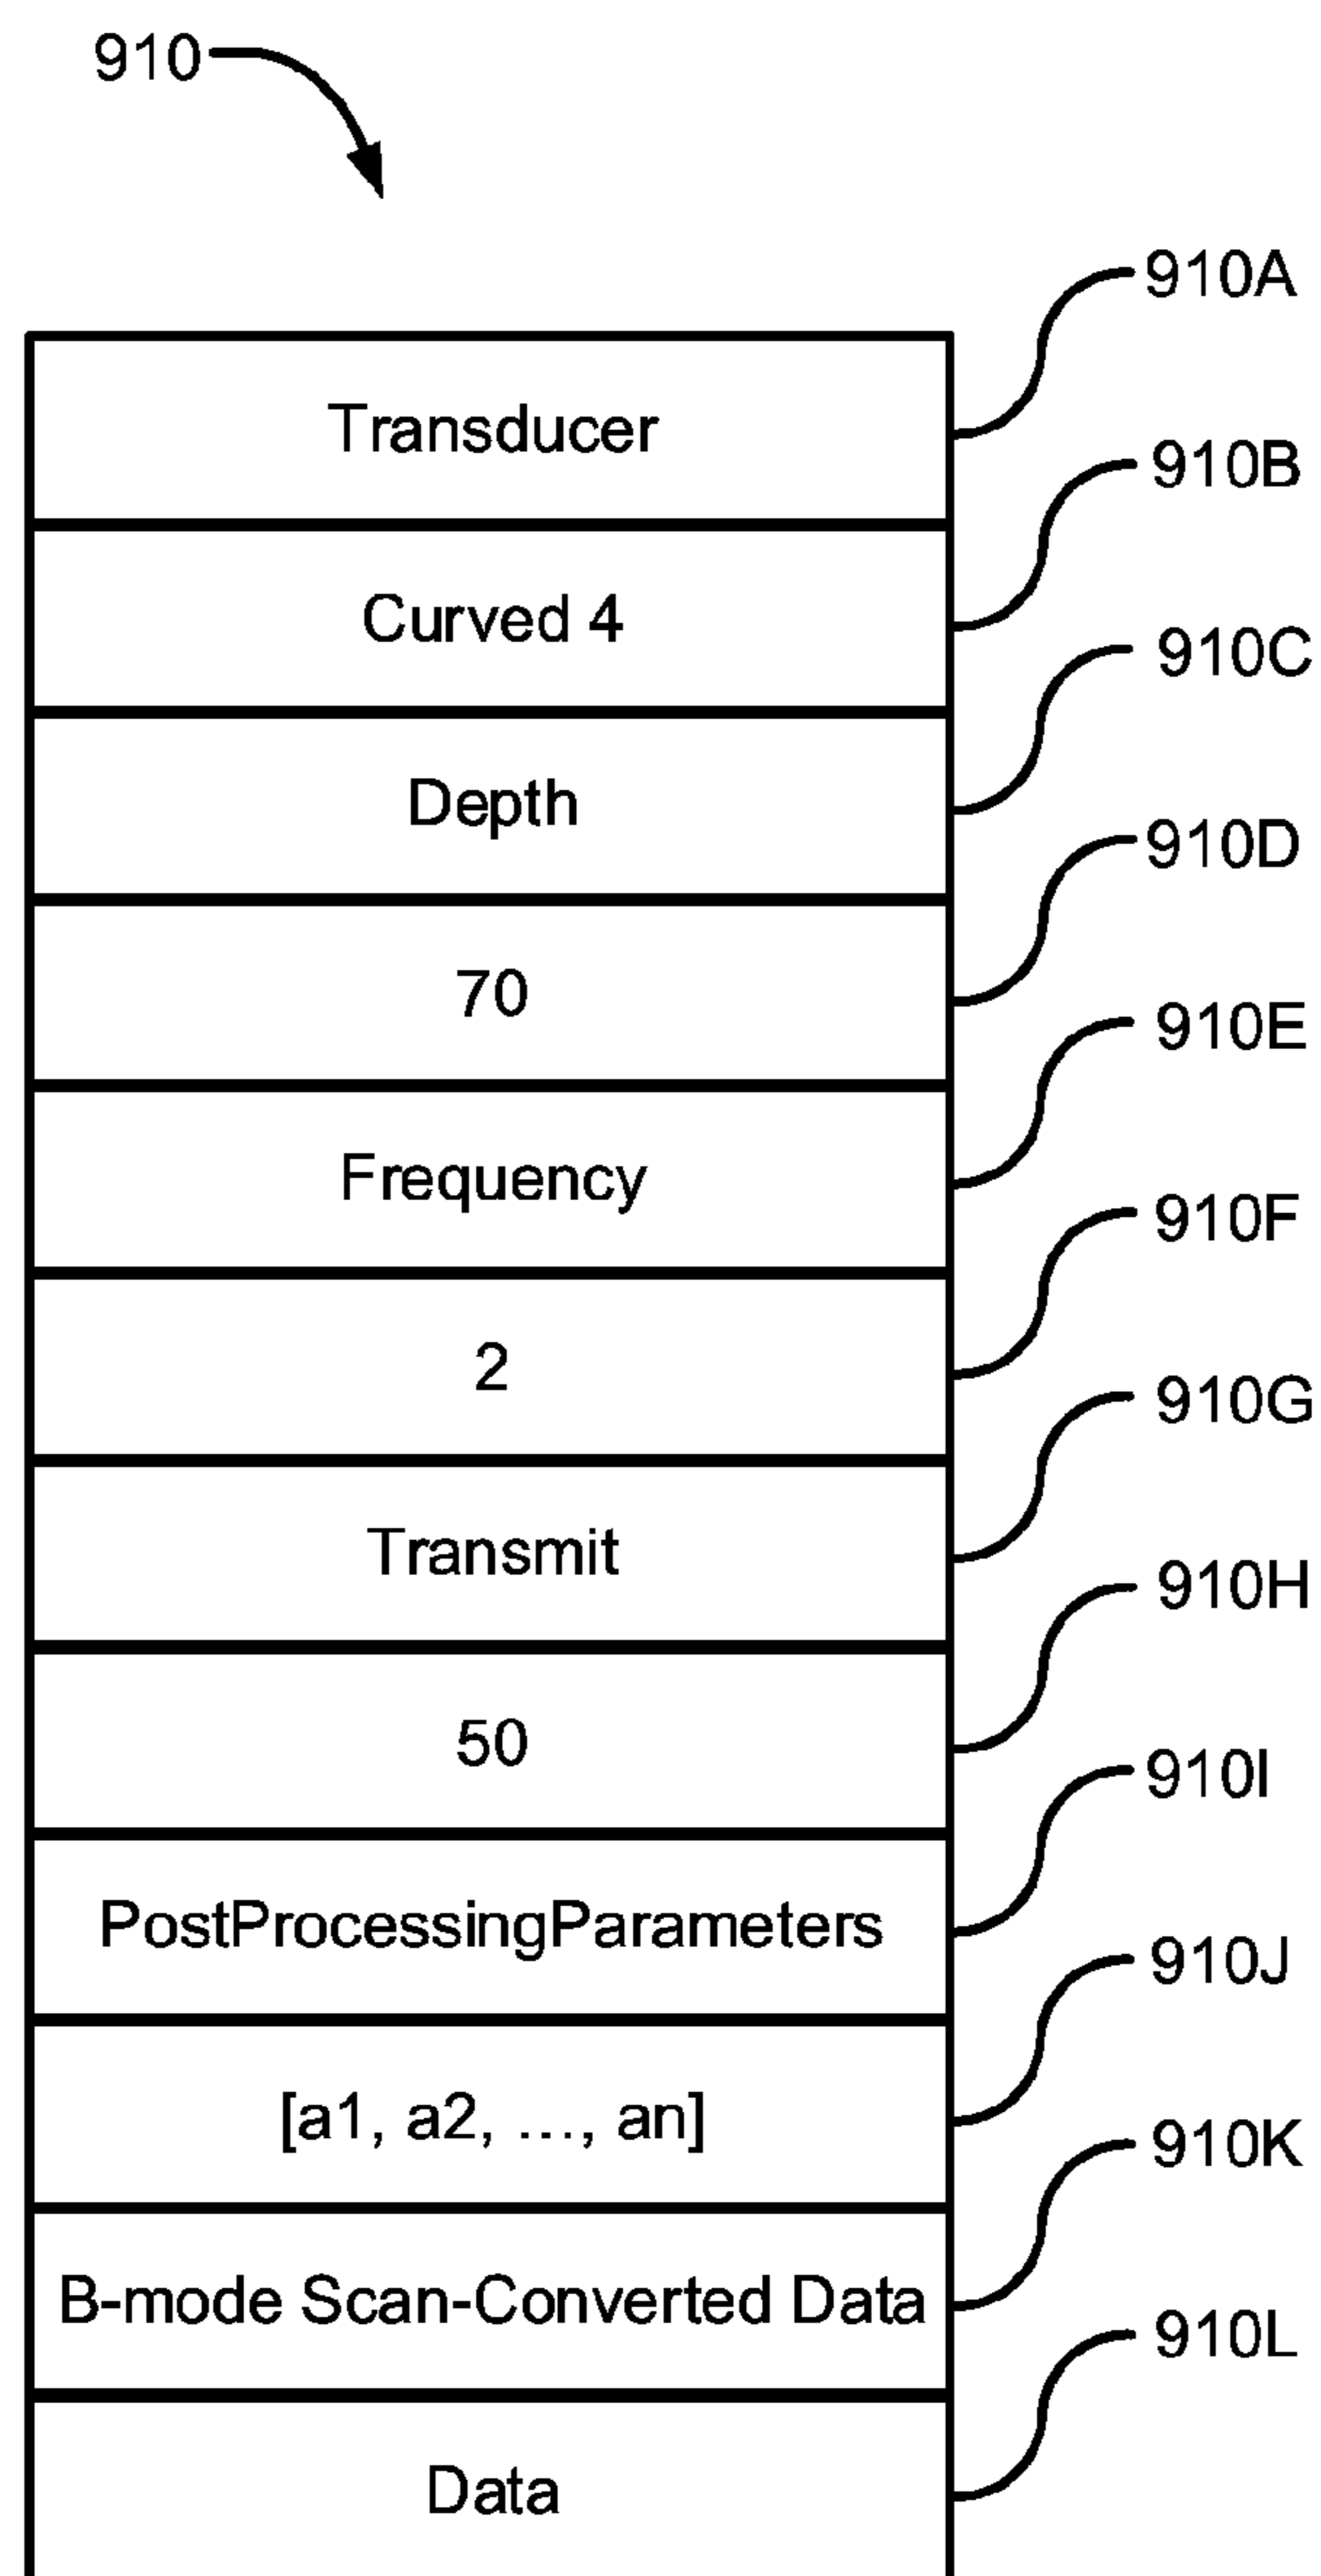 910
910A
Transducer
910B
Curved 4
910C
Depth
910D
70
910E
Frequency
910F
2
910G
Transmit
910H
50
910I
PostProcessingParameters
910J
[a1, a2, ..., an]
910K
B-mode Scan-Converted Data
910L
Data